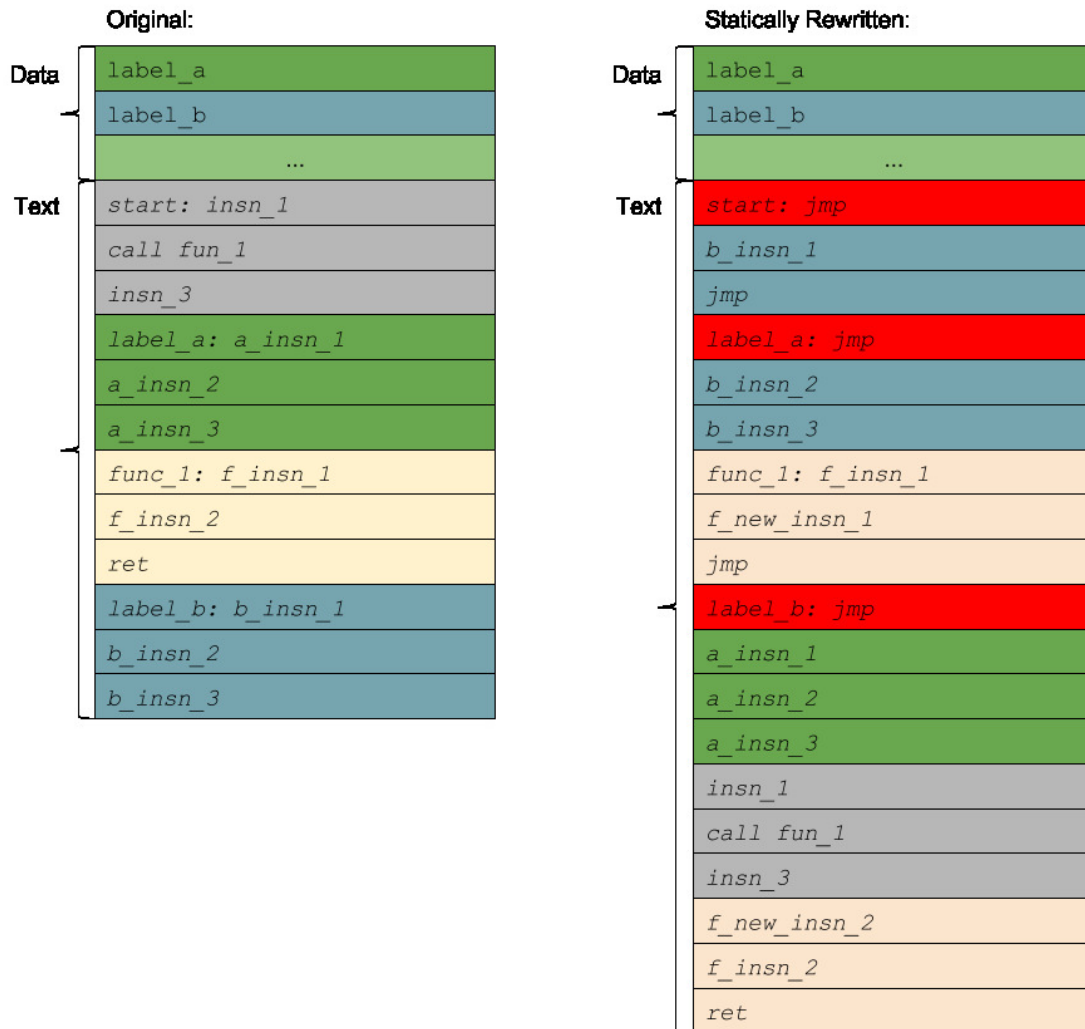 Original:
Data
label_a
label_b
...
Text
start: insn_1
call fun_1
insn_3
label_a: a_insn_1
a_insn_2
a_insn_3
func_1: f_insn_1
f_insn_2
ret
label_b: b_insn_1
b_insn_2
b_insn_3
Statically Rewritten:
Data
label_a
label_b
...
Text
start: jmp
b_insn_1
jmp
label_a: jmp
b_insn_2
b_insn_3
func_1: f_insn_1
f_new_insn_1
jmp
label_b: jmp
a_insn_1
a_insn_2
a_insn_3
insn_1
call fun_1
insn_3
f_new_insn_2
f_insn_2
ret